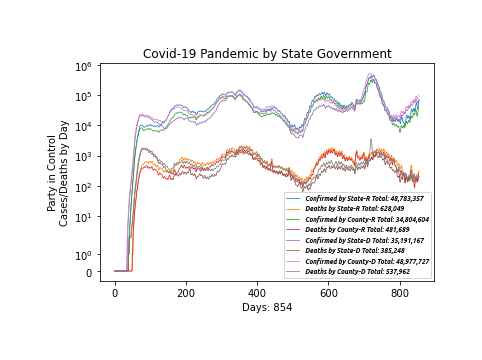 Covid-19 Pandemic by State Government
Party in Control
Cases/Deaths by Day
10⁶
10⁵
10⁴
10³
10²
10¹
10⁰
0
Confirmed by State-R Total: 48,783,357
Deaths by State-R Total: 628,049
Confirmed by County-R Total: 34,804,604
Deaths by County-R Total: 481,689
Confirmed by State-D Total: 35,191,167
Deaths by State-D Total: 385,248
Confirmed by County-D Total: 48,977,727
Deaths by County-D Total: 537,962
0 200 400 600 800
Days: 854